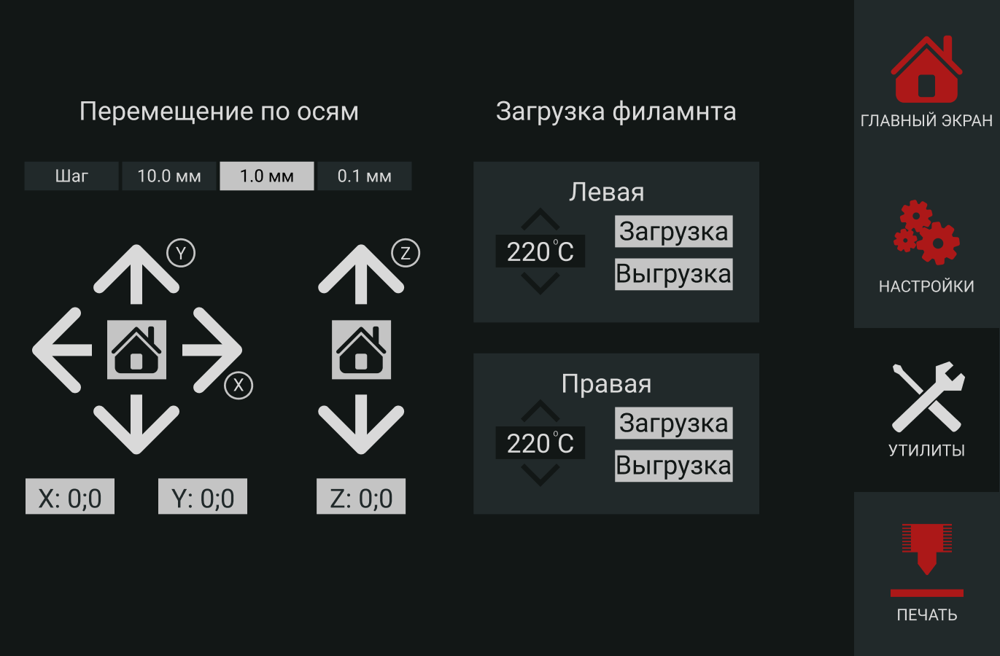 Перемещение по осям
Шаг
10.0 мм
1.0 мм
0.1 мм
Y
X
Z
X: 0;0
Y: 0;0
Z: 0;0
Загрузка филамнта
Левая
220°C
Загрузка
Выгрузка
Правая
220°C
Загрузка
Выгрузка
ГЛАВНЫЙ ЭКРАН
НАСТРОЙКИ
УТИЛИТЫ
ПЕЧАТЬ